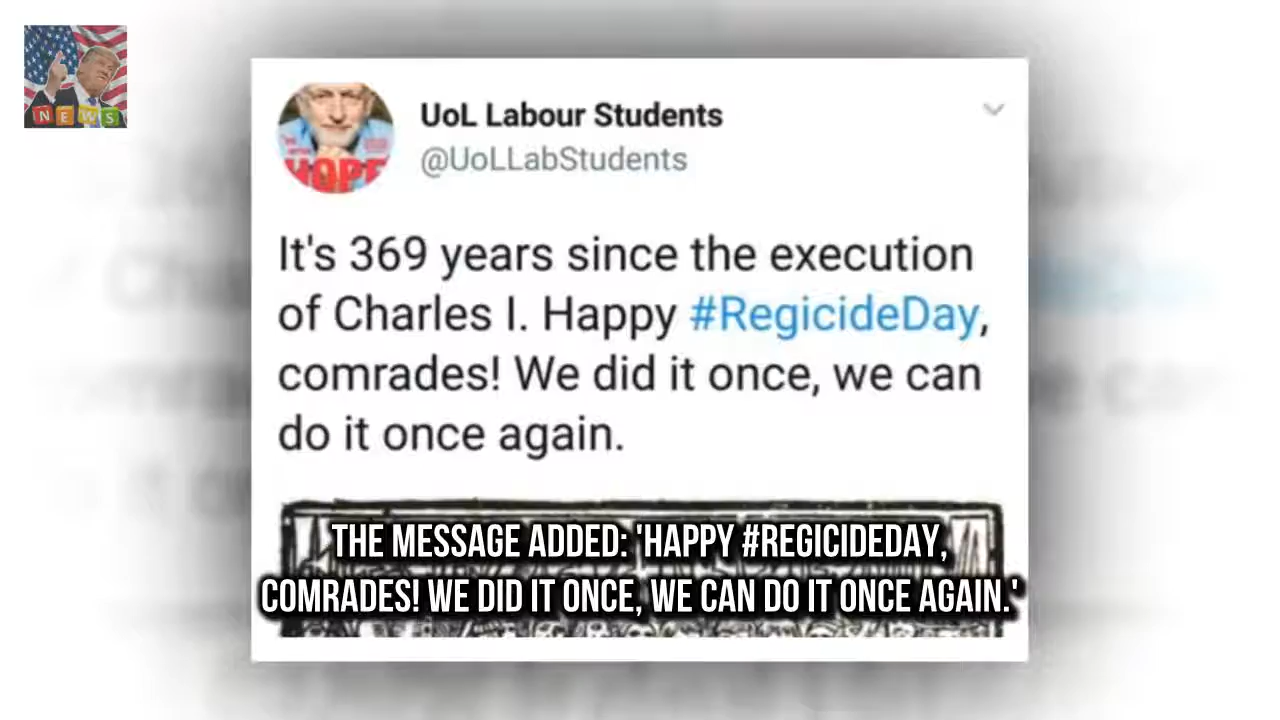 NEWS
UoL Labour Students
@UoLLabStudents
HOPE
It's 369 years since the execution
of Charles I. Happy #RegicideDay,
comrades! We did it once, we can
do it once again.
THE MESSAGE ADDED: 'HAPPY #REGICIDEDAY,
COMRADES! WE DID IT ONCE, WE CAN DO IT ONCE AGAIN.'